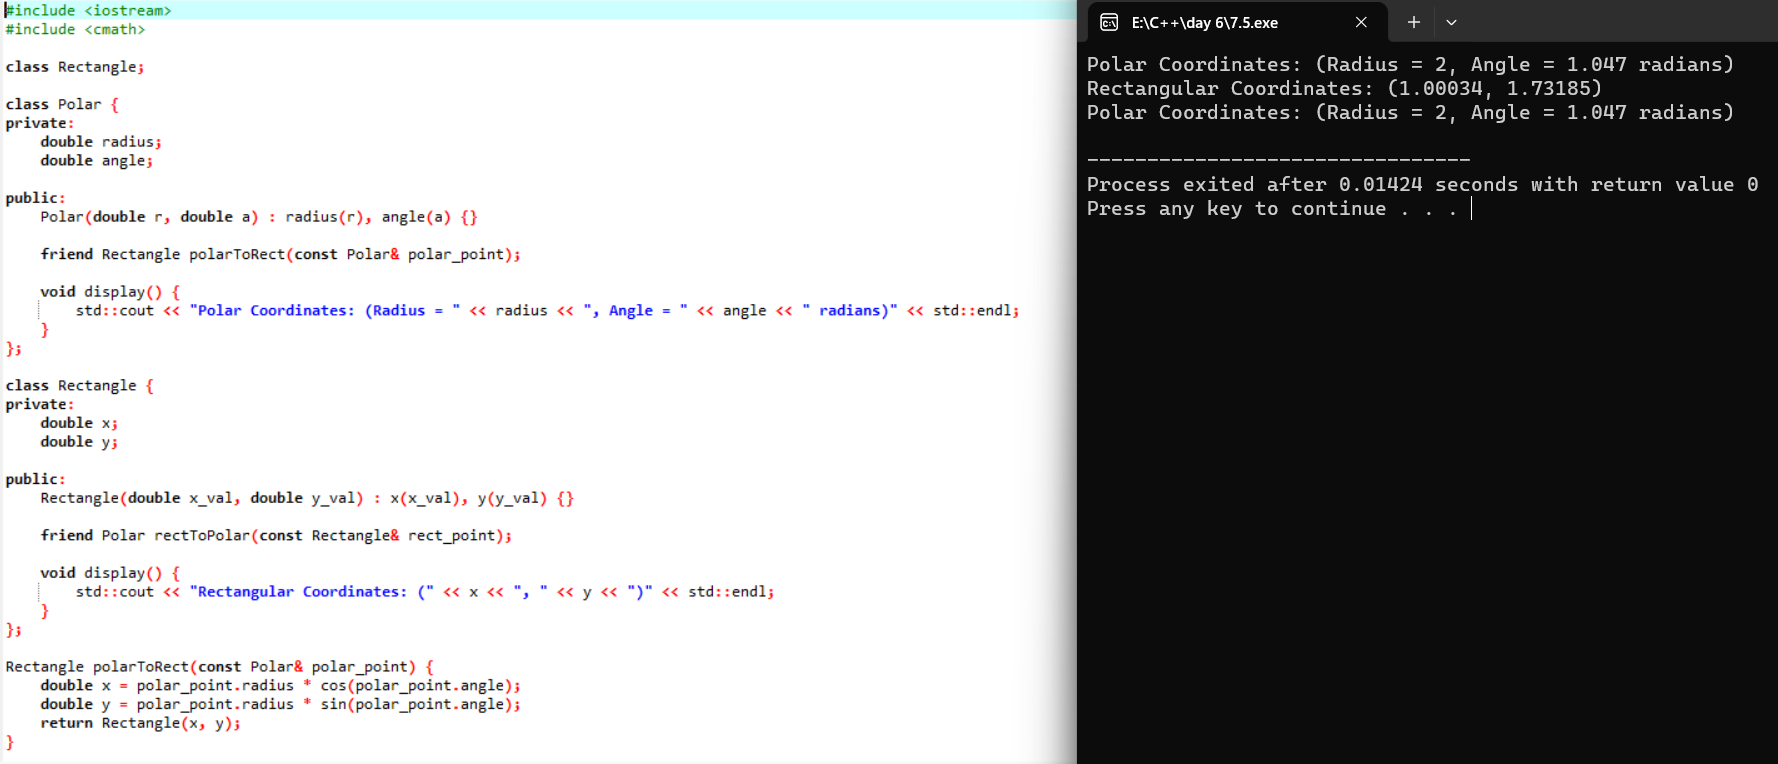 #include <iostream>
#include <cmath>
class Rectangle;
class Polar {
private:
    double radius;
    double angle;
public:
    Polar(double r, double a) : radius(r), angle(a) {}
    friend Rectangle polarToRect(const Polar& polar_point);
    void display() {
        std::cout << "Polar Coordinates: (Radius = " << radius << ", Angle = " << angle << " radians)" << std::endl;
    }
};
class Rectangle {
private:
    double x;
    double y;
public:
    Rectangle(double x_val, double y_val) : x(x_val), y(y_val) {}
    friend Polar rectToPolar(const Rectangle& rect_point);
    void display() {
        std::cout << "Rectangular Coordinates: (" << x << ", " << y << ")" << std::endl;
    }
};
Rectangle polarToRect(const Polar& polar_point) {
    double x = polar_point.radius * cos(polar_point.angle);
    double y = polar_point.radius * sin(polar_point.angle);
    return Rectangle(x, y);
}
E:\C++\day 6\7.5.exe
Polar Coordinates: (Radius = 2, Angle = 1.047 radians)
Rectangular Coordinates: (1.00034, 1.73185)
Polar Coordinates: (Radius = 2, Angle = 1.047 radians)
--------------------------------
Process exited after 0.01424 seconds with return value 0
Press any key to continue . . .